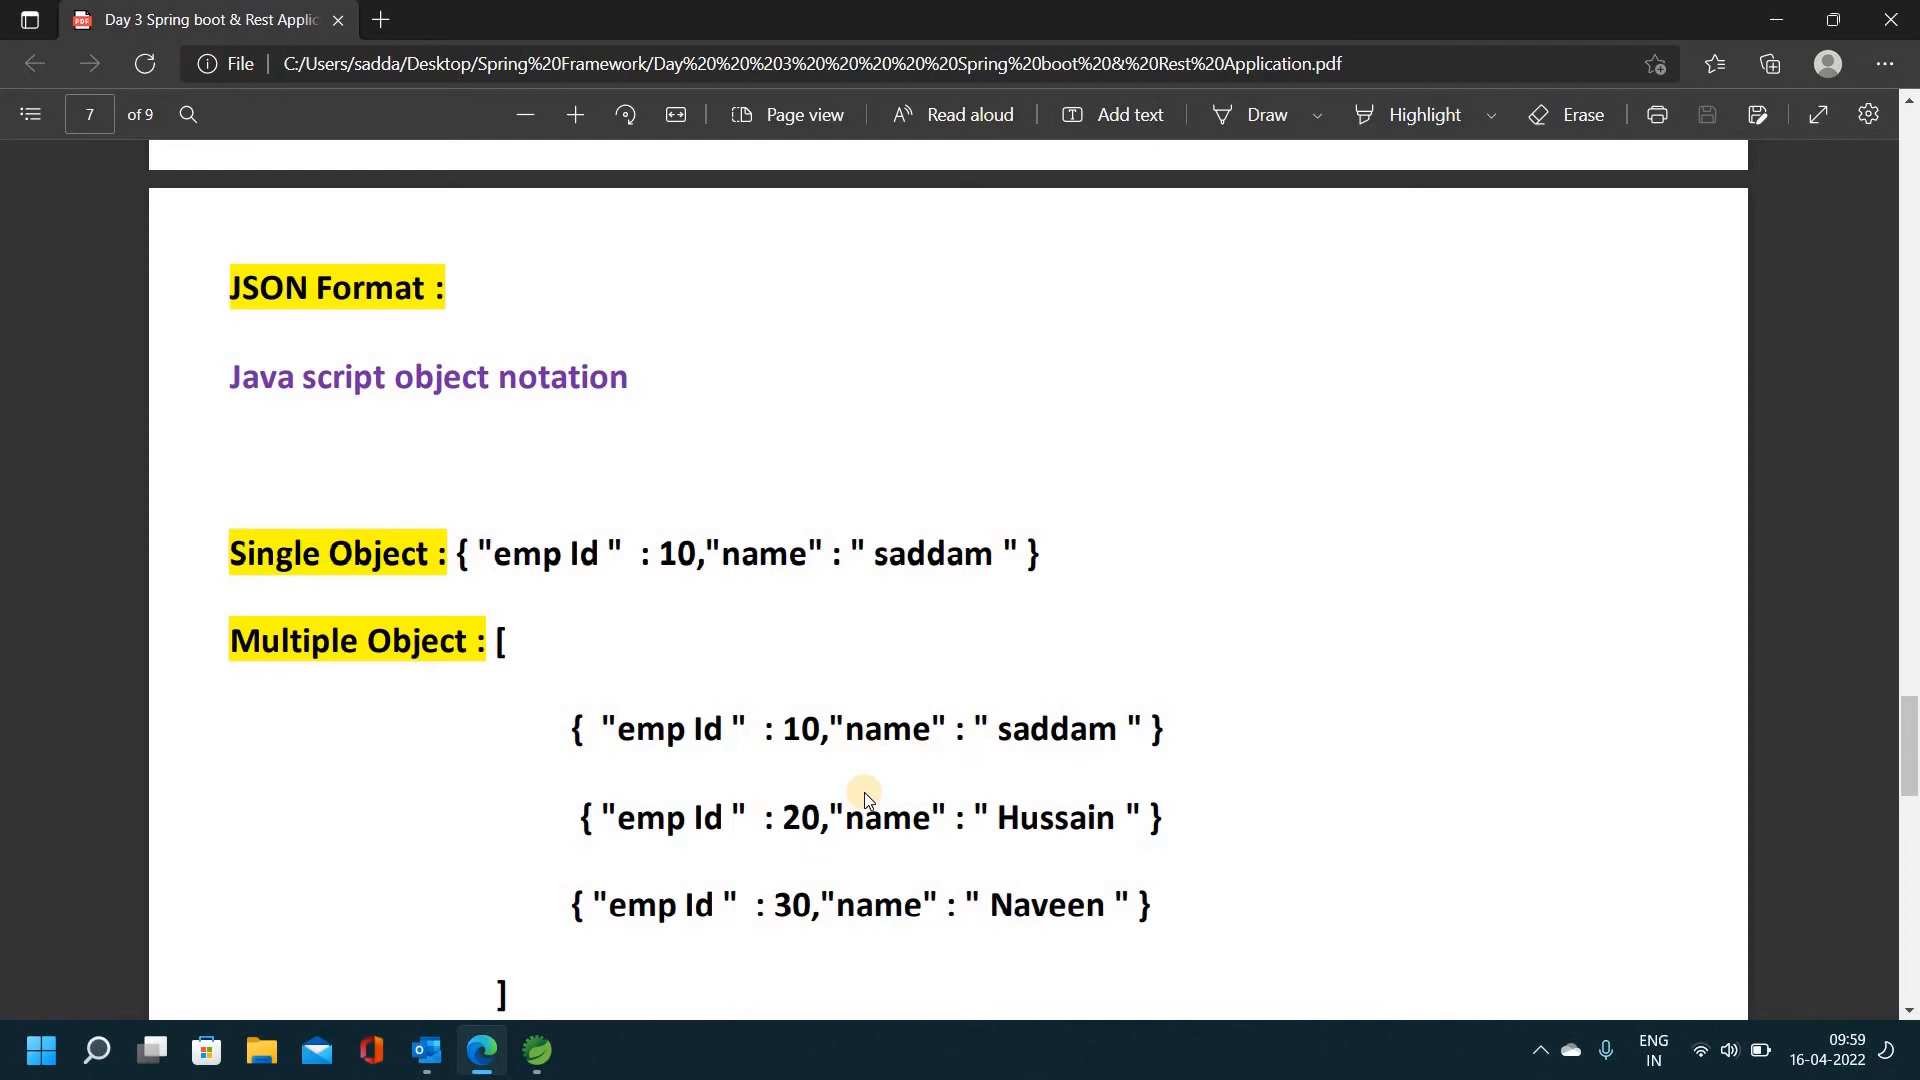 Day 3 Spring boot & Rest Applic
File
C:/Users/sadda/Desktop/Spring%20Framework/Day%20%20%203%20%20%20%20%20Spring%20boot%20&%20Rest%20Application.pdf
7 of 9
Page view
Read aloud
Add text
Draw
Highlight
Erase
JSON Format :
Java script object notation
Single Object : { "emp Id "  : 10,"name" : " saddam " }
Multiple Object : [
{  "emp Id "  : 10,"name" : " saddam " }
{ "emp Id "  : 20,"name" : " Hussain " }
{ "emp Id "  : 30,"name" : " Naveen " }
]
ENG
IN
09:59
16-04-2022